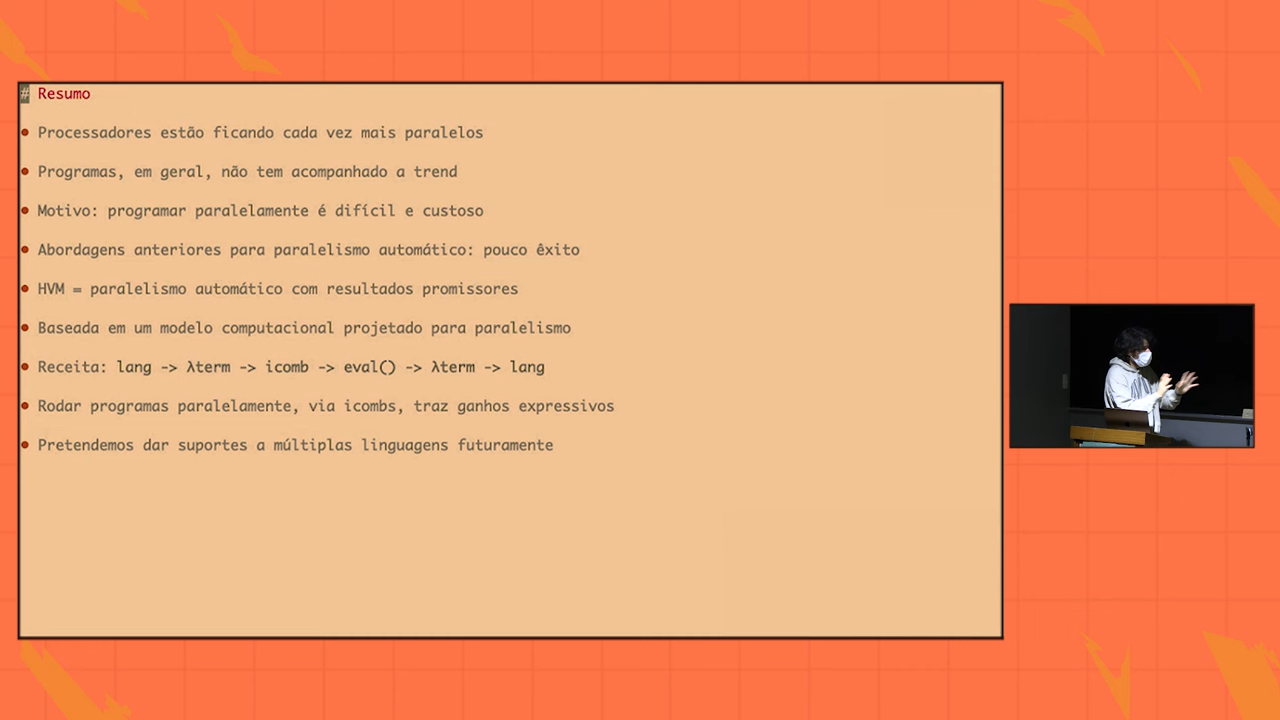 # Resumo
• Processadores estão ficando cada vez mais paralelos
• Programas, em geral, não tem acompanhado a trend
• Motivo: programar paralelamente é difícil e custoso
• Abordagens anteriores para paralelismo automático: pouco êxito
• HVM = paralelismo automático com resultados promissores
• Baseada em um modelo computacional projetado para paralelismo
• Receita: lang -> λterm -> icomb -> eval() -> λterm -> lang
• Rodar programas paralelamente, via icombs, traz ganhos expressivos
• Pretendemos dar suportes a múltiplas linguagens futuramente